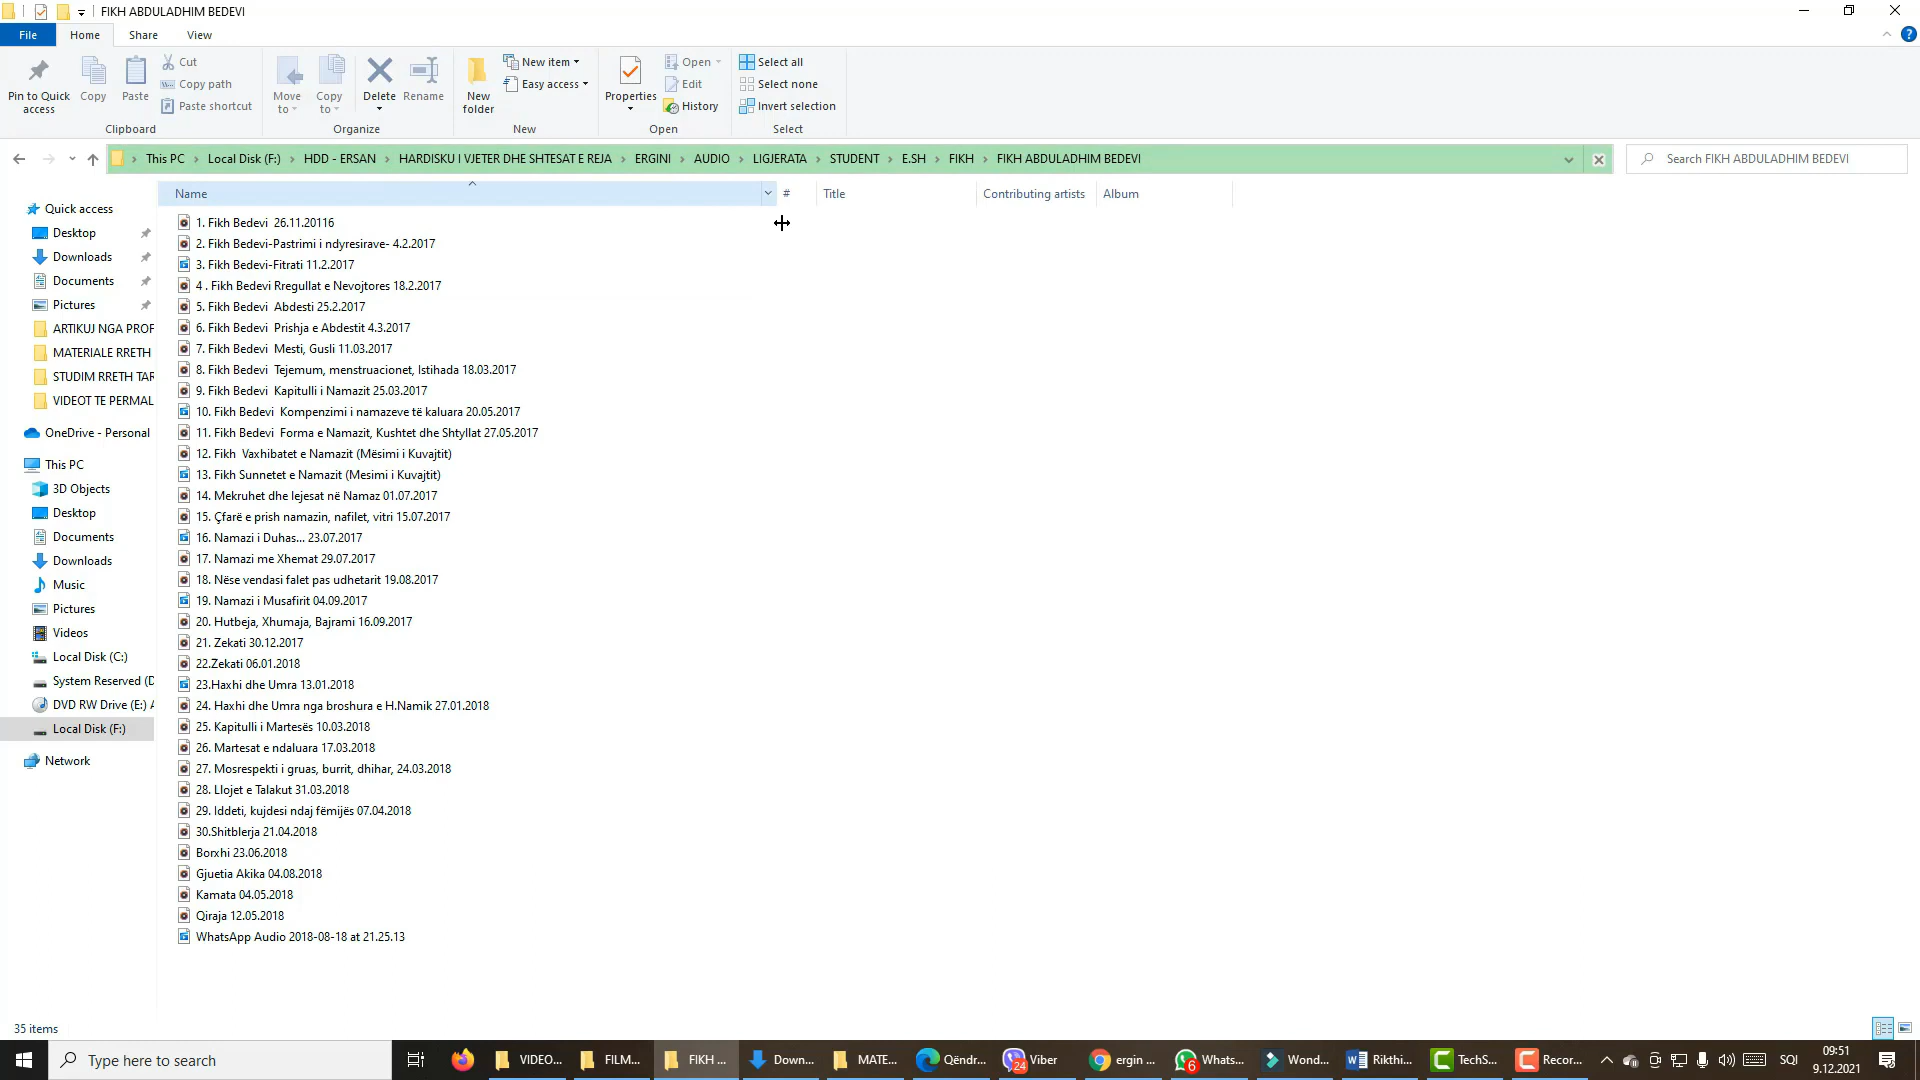 FIKH ABDULADHIM BEDEVI
File Home Share View
Pin to Quick access
Copy
Paste
Cut
Copy path
Paste shortcut
Clipboard
Move to
Copy to
Delete
Rename
Organize
New folder
New item
Easy access
New
Properties
Open
Edit
History
Open
Select all
Select none
Invert selection
Select
This PC › Local Disk (F:) › HDD - ERSAN › HARDISKU I VJETER DHE SHTESAT E REJA › ERGINI › AUDIO › LIGJERATA › STUDENT › E.SH › FIKH › FIKH ABDULADHIM BEDEVI
Search FIKH ABDULADHIM BEDEVI
Quick access
Desktop
Downloads
Documents
Pictures
ARTIKUJ NGA PROF
MATERIALE RRETH
STUDIM RRETH TAR
VIDEOT TE PERMAL
OneDrive - Personal
This PC
3D Objects
Desktop
Documents
Downloads
Music
Pictures
Videos
Local Disk (C:)
System Reserved (D
DVD RW Drive (E:) A
Local Disk (F:)
Network
Name # Title Contributing artists Album
1. Fikh Bedevi  26.11.20116
2. Fikh Bedevi-Pastrimi i ndyresirave- 4.2.2017
3. Fikh Bedevi-Fitrati 11.2.2017
4 . Fikh Bedevi Rregullat e Nevojtores 18.2.2017
5. Fikh Bedevi  Abdesti 25.2.2017
6. Fikh Bedevi  Prishja e Abdestit 4.3.2017
7. Fikh Bedevi  Mesti, Gusli 11.03.2017
8. Fikh Bedevi  Tejemum, menstruacionet, Istihada 18.03.2017
9. Fikh Bedevi  Kapitulli i Namazit 25.03.2017
10. Fikh Bedevi  Kompenzimi i namazeve të kaluara 20.05.2017
11. Fikh Bedevi  Forma e Namazit, Kushtet dhe Shtyllat 27.05.2017
12. Fikh  Vaxhibatet e Namazit (Mësimi i Kuvajtit)
13. Fikh Sunnetet e Namazit (Mesimi i Kuvajtit)
14. Mekruhet dhe lejesat në Namaz 01.07.2017
15. Çfarë e prish namazin, nafilet, vitri 15.07.2017
16. Namazi i Duhas... 23.07.2017
17. Namazi me Xhemat 29.07.2017
18. Nëse vendasi falet pas udhetarit 19.08.2017
19. Namazi i Musafirit 04.09.2017
20. Hutbeja, Xhumaja, Bajrami 16.09.2017
21. Zekati 30.12.2017
22.Zekati 06.01.2018
23.Haxhi dhe Umra 13.01.2018
24. Haxhi dhe Umra nga broshura e H.Namik 27.01.2018
25. Kapitulli i Martesës 10.03.2018
26. Martesat e ndaluara 17.03.2018
27. Mosrespekti i gruas, burrit, dhihar, 24.03.2018
28. Llojet e Talakut 31.03.2018
29. Iddeti, kujdesi ndaj fëmijës 07.04.2018
30.Shitblerja 21.04.2018
Borxhi 23.06.2018
Gjuetia Akika 04.08.2018
Kamata 04.05.2018
Qiraja 12.05.2018
WhatsApp Audio 2018-08-18 at 21.25.13
35 items
Type here to search
VIDEO...
FILM...
FIKH ...
Down...
MATE...
Qëndr...
24 Viber
ergin ...
6 Whats...
Wond...
Rikthi...
TechS...
Recor...
SQI
09:51
9.12.2021